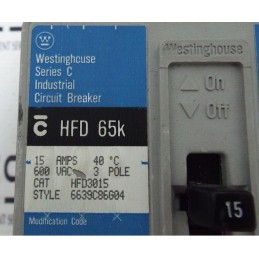 Westinghouse
Series C
Industrial
Circuit Breaker
C HFD 65k
15 AMPS 40 °C
600 VAC 3 POLE
CAT HFD3015
STYLE 6639C86G04
Modification Code
Westinghouse
On
Off
15